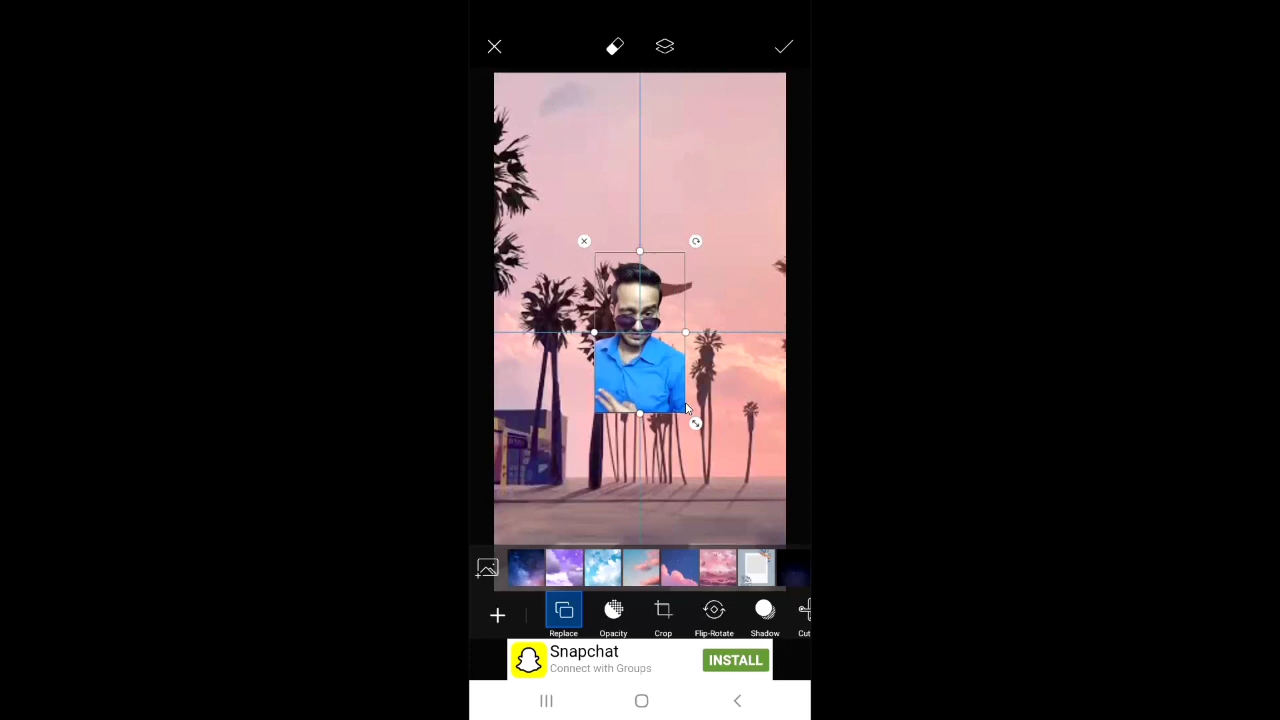 Replace
Opacity
Crop
Flip-Rotate
Shadow
Cut
Snapchat
Connect with Groups
INSTALL